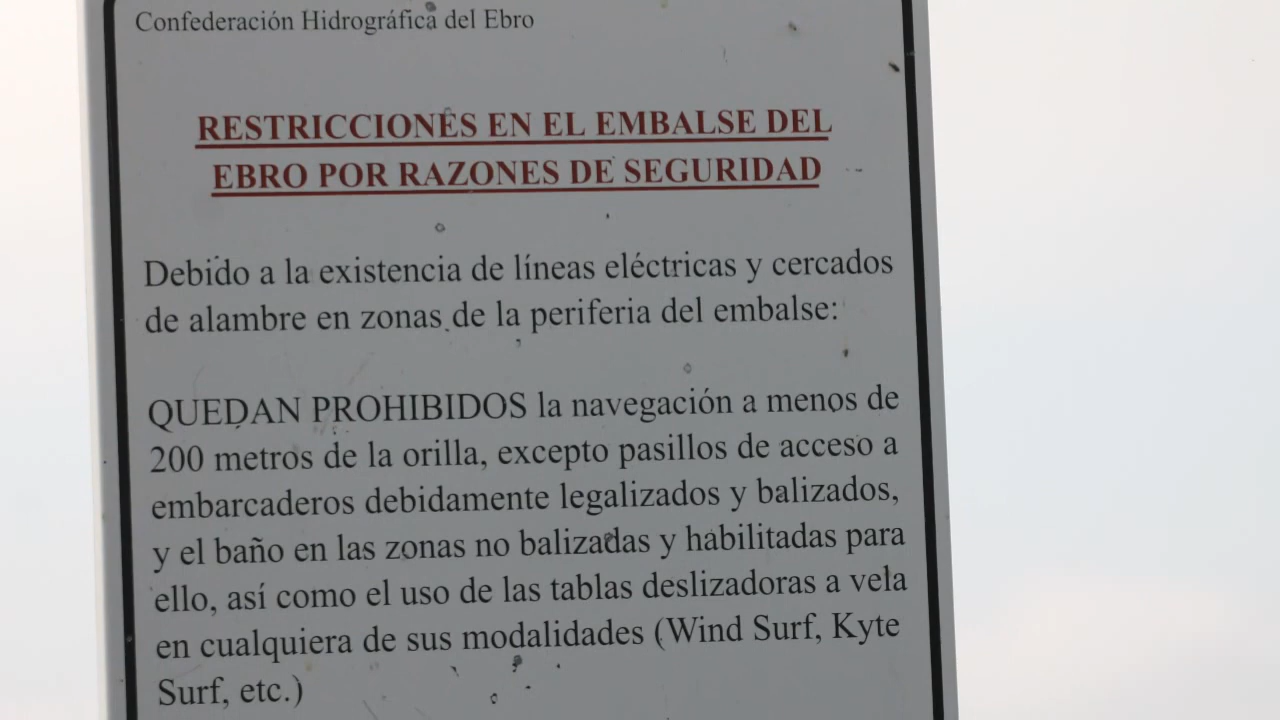 Confederación Hidrográfica del Ebro
RESTRICCIONES EN EL EMBALSE DEL
EBRO POR RAZONES DE SEGURIDAD
Debido a la existencia de líneas eléctricas y cercados
de alambre en zonas de la periferia del embalse:
QUEDAN PROHIBIDOS la navegación a menos de
200 metros de la orilla, excepto pasillos de acceso a
embarcaderos debidamente legalizados y balizados,
y el baño en las zonas no balizadas y habilitadas para
ello, así como el uso de las tablas deslizadoras a vela
en cualquiera de sus modalidades (Wind Surf, Kyte
Surf, etc.)